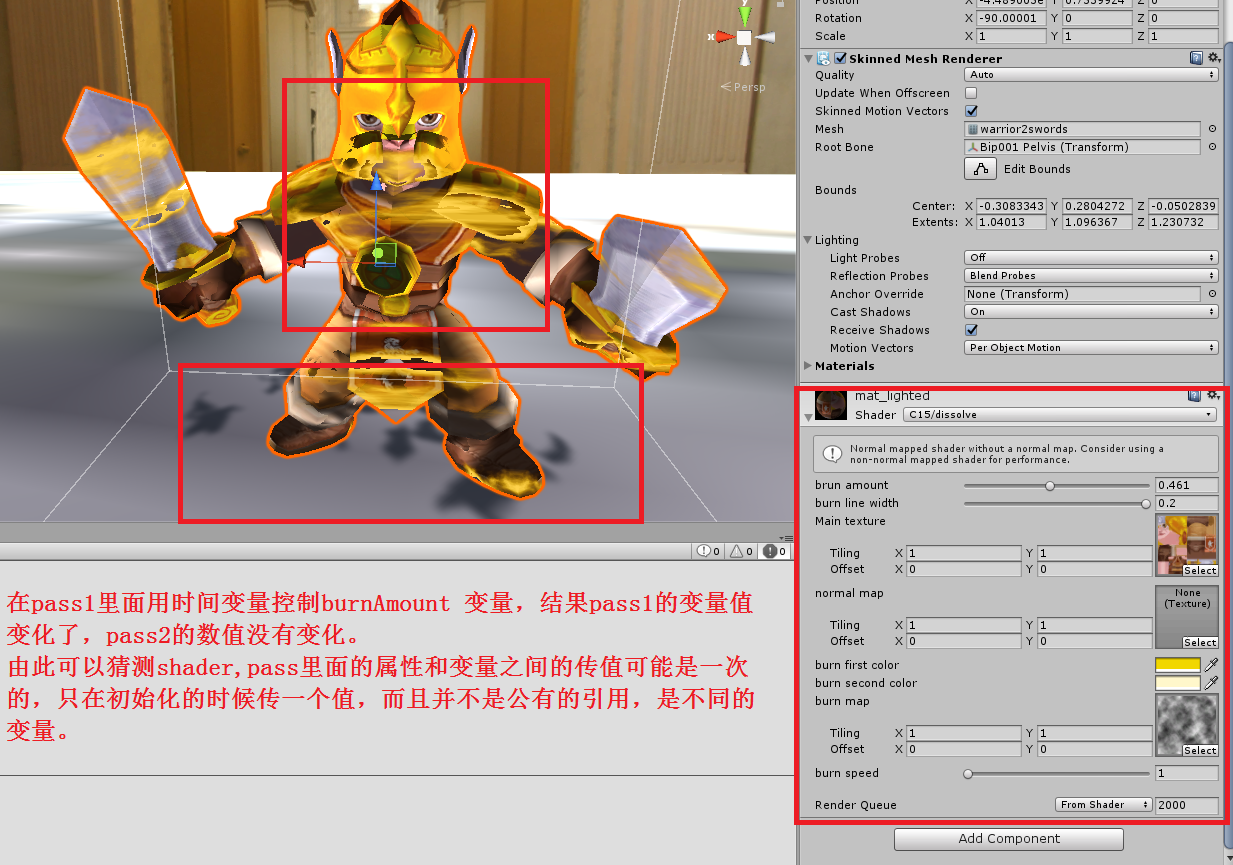 Position X -4.489003e Y 0.7339924 Z 0
Rotation X -90.00001 Y 0 Z 0
Scale X 1 Y 1 Z 1
x
Persp
Skinned Mesh Renderer
Quality Auto
Update When Offscreen
Skinned Motion Vectors
Mesh warrior2swords
Root Bone Bip001 Pelvis (Transform)
Edit Bounds
Bounds
Center: X -0.3083343 Y 0.2804272 Z -0.0502839
Extents: X 1.04013 Y 1.096367 Z 1.230732
Lighting
Light Probes Off
Reflection Probes Blend Probes
Anchor Override None (Transform)
Cast Shadows On
Receive Shadows
Motion Vectors Per Object Motion
Materials
mat_lighted
Shader C15/dissolve
Normal mapped shader without a normal map. Consider using a
non-normal mapped shader for performance.
brun amount 0.461
burn line width 0.2
Main texture
Tiling X 1 Y 1
Offset X 0 Y 0
Select
normal map
None
(Texture)
Tiling X 1 Y 1
Offset X 0 Y 0
Select
burn first color
burn second color
burn map
Tiling X 1 Y 1
Offset X 0 Y 0
Select
burn speed 1
Render Queue From Shader 2000
Add Component
0 0 0
在pass1里面用时间变量控制burnAmount 变量，结果pass1的变量值
变化了，pass2的数值没有变化。
由此可以猜测shader,pass里面的属性和变量之间的传值可能是一次
的，只在初始化的时候传一个值，而且并不是公有的引用，是不同的
变量。